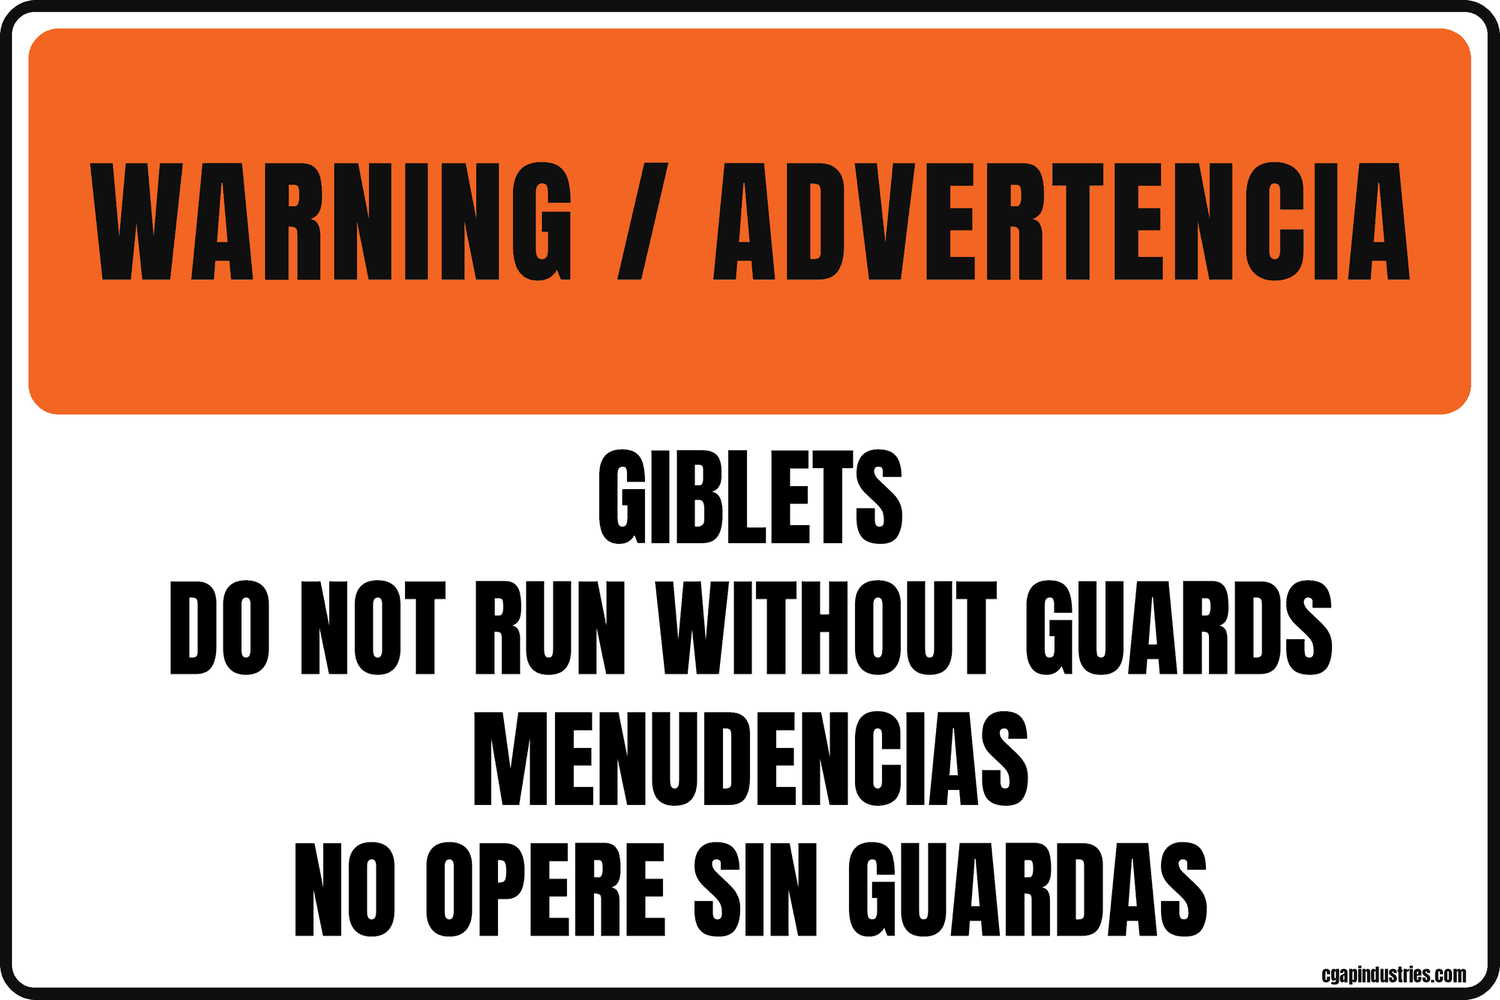 WARNING / ADVERTENCIA
GIBLETS
DO NOT RUN WITHOUT GUARDS
MENUDENCIAS
NO OPERE SIN GUARDAS
cgapindustries.com